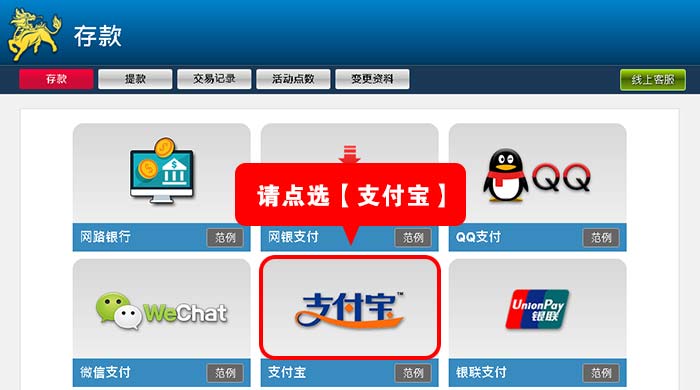 存款
存款 提款 交易记录 活动点数 变更资料 线上客服
请点选【支付宝】
QQ
网路银行 范例 网银支付 范例 QQ支付 范例
WeChat 支付宝™ UnionPay
银联
微信支付 范例 支付宝 范例 银联支付 范例